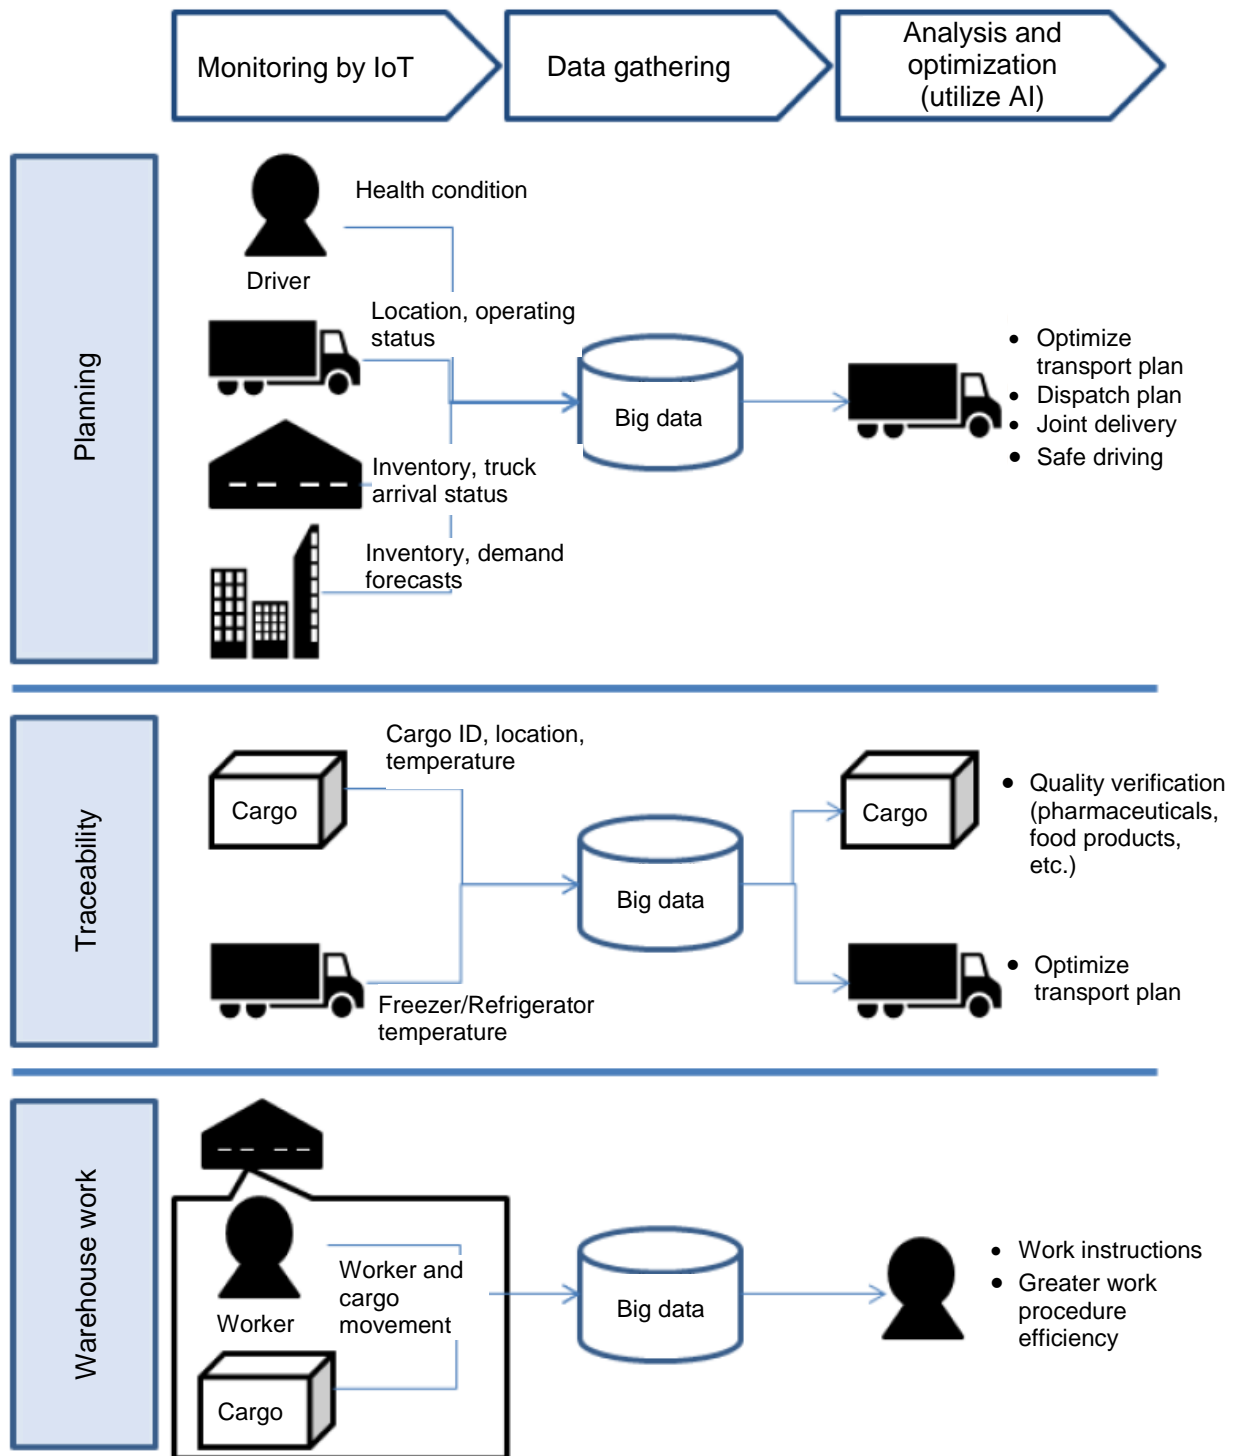 Monitoring by IoT
Data gathering
Analysis and
optimization
(utilize AI)
Planning
Health condition
Driver
Location, operating
status
Inventory, truck
arrival status
Inventory, demand
forecasts
Big data
• Optimize
transport plan
• Dispatch plan
• Joint delivery
• Safe driving
Traceability
Cargo ID, location,
temperature
Cargo
Freezer/Refrigerator
temperature
Big data
Cargo
• Quality verification
(pharmaceuticals,
food products,
etc.)
• Optimize
transport plan
Warehouse work
Worker
Worker and
cargo
movement
Cargo
Big data
• Work instructions
• Greater work
procedure
efficiency